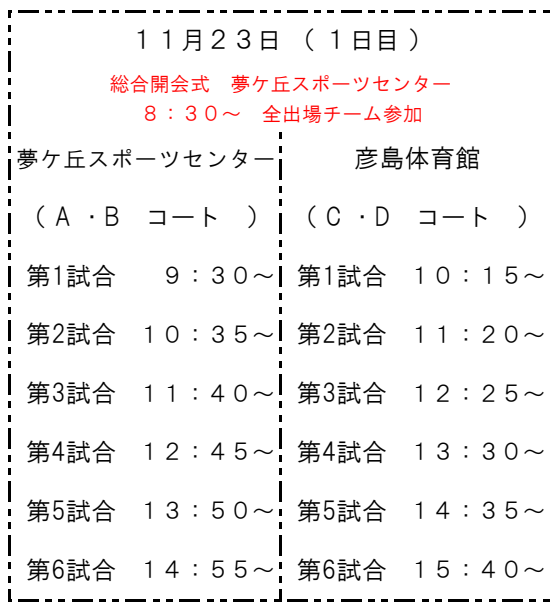 １１月２３日（１日目）
総合開会式　夢ケ丘スポーツセンター
８：３０～　全出場チーム参加
夢ケ丘スポーツセンター　彦島体育館
（Ａ・Ｂ　コート　）　（Ｃ・Ｄ　コート　）
第1試合　９：３０～　第1試合　１０：１５～
第2試合　１０：３５～　第2試合　１１：２０～
第3試合　１１：４０～　第3試合　１２：２５～
第4試合　１２：４５～　第4試合　１３：３０～
第5試合　１３：５０～　第5試合　１４：３５～
第6試合　１４：５５～　第6試合　１５：４０～